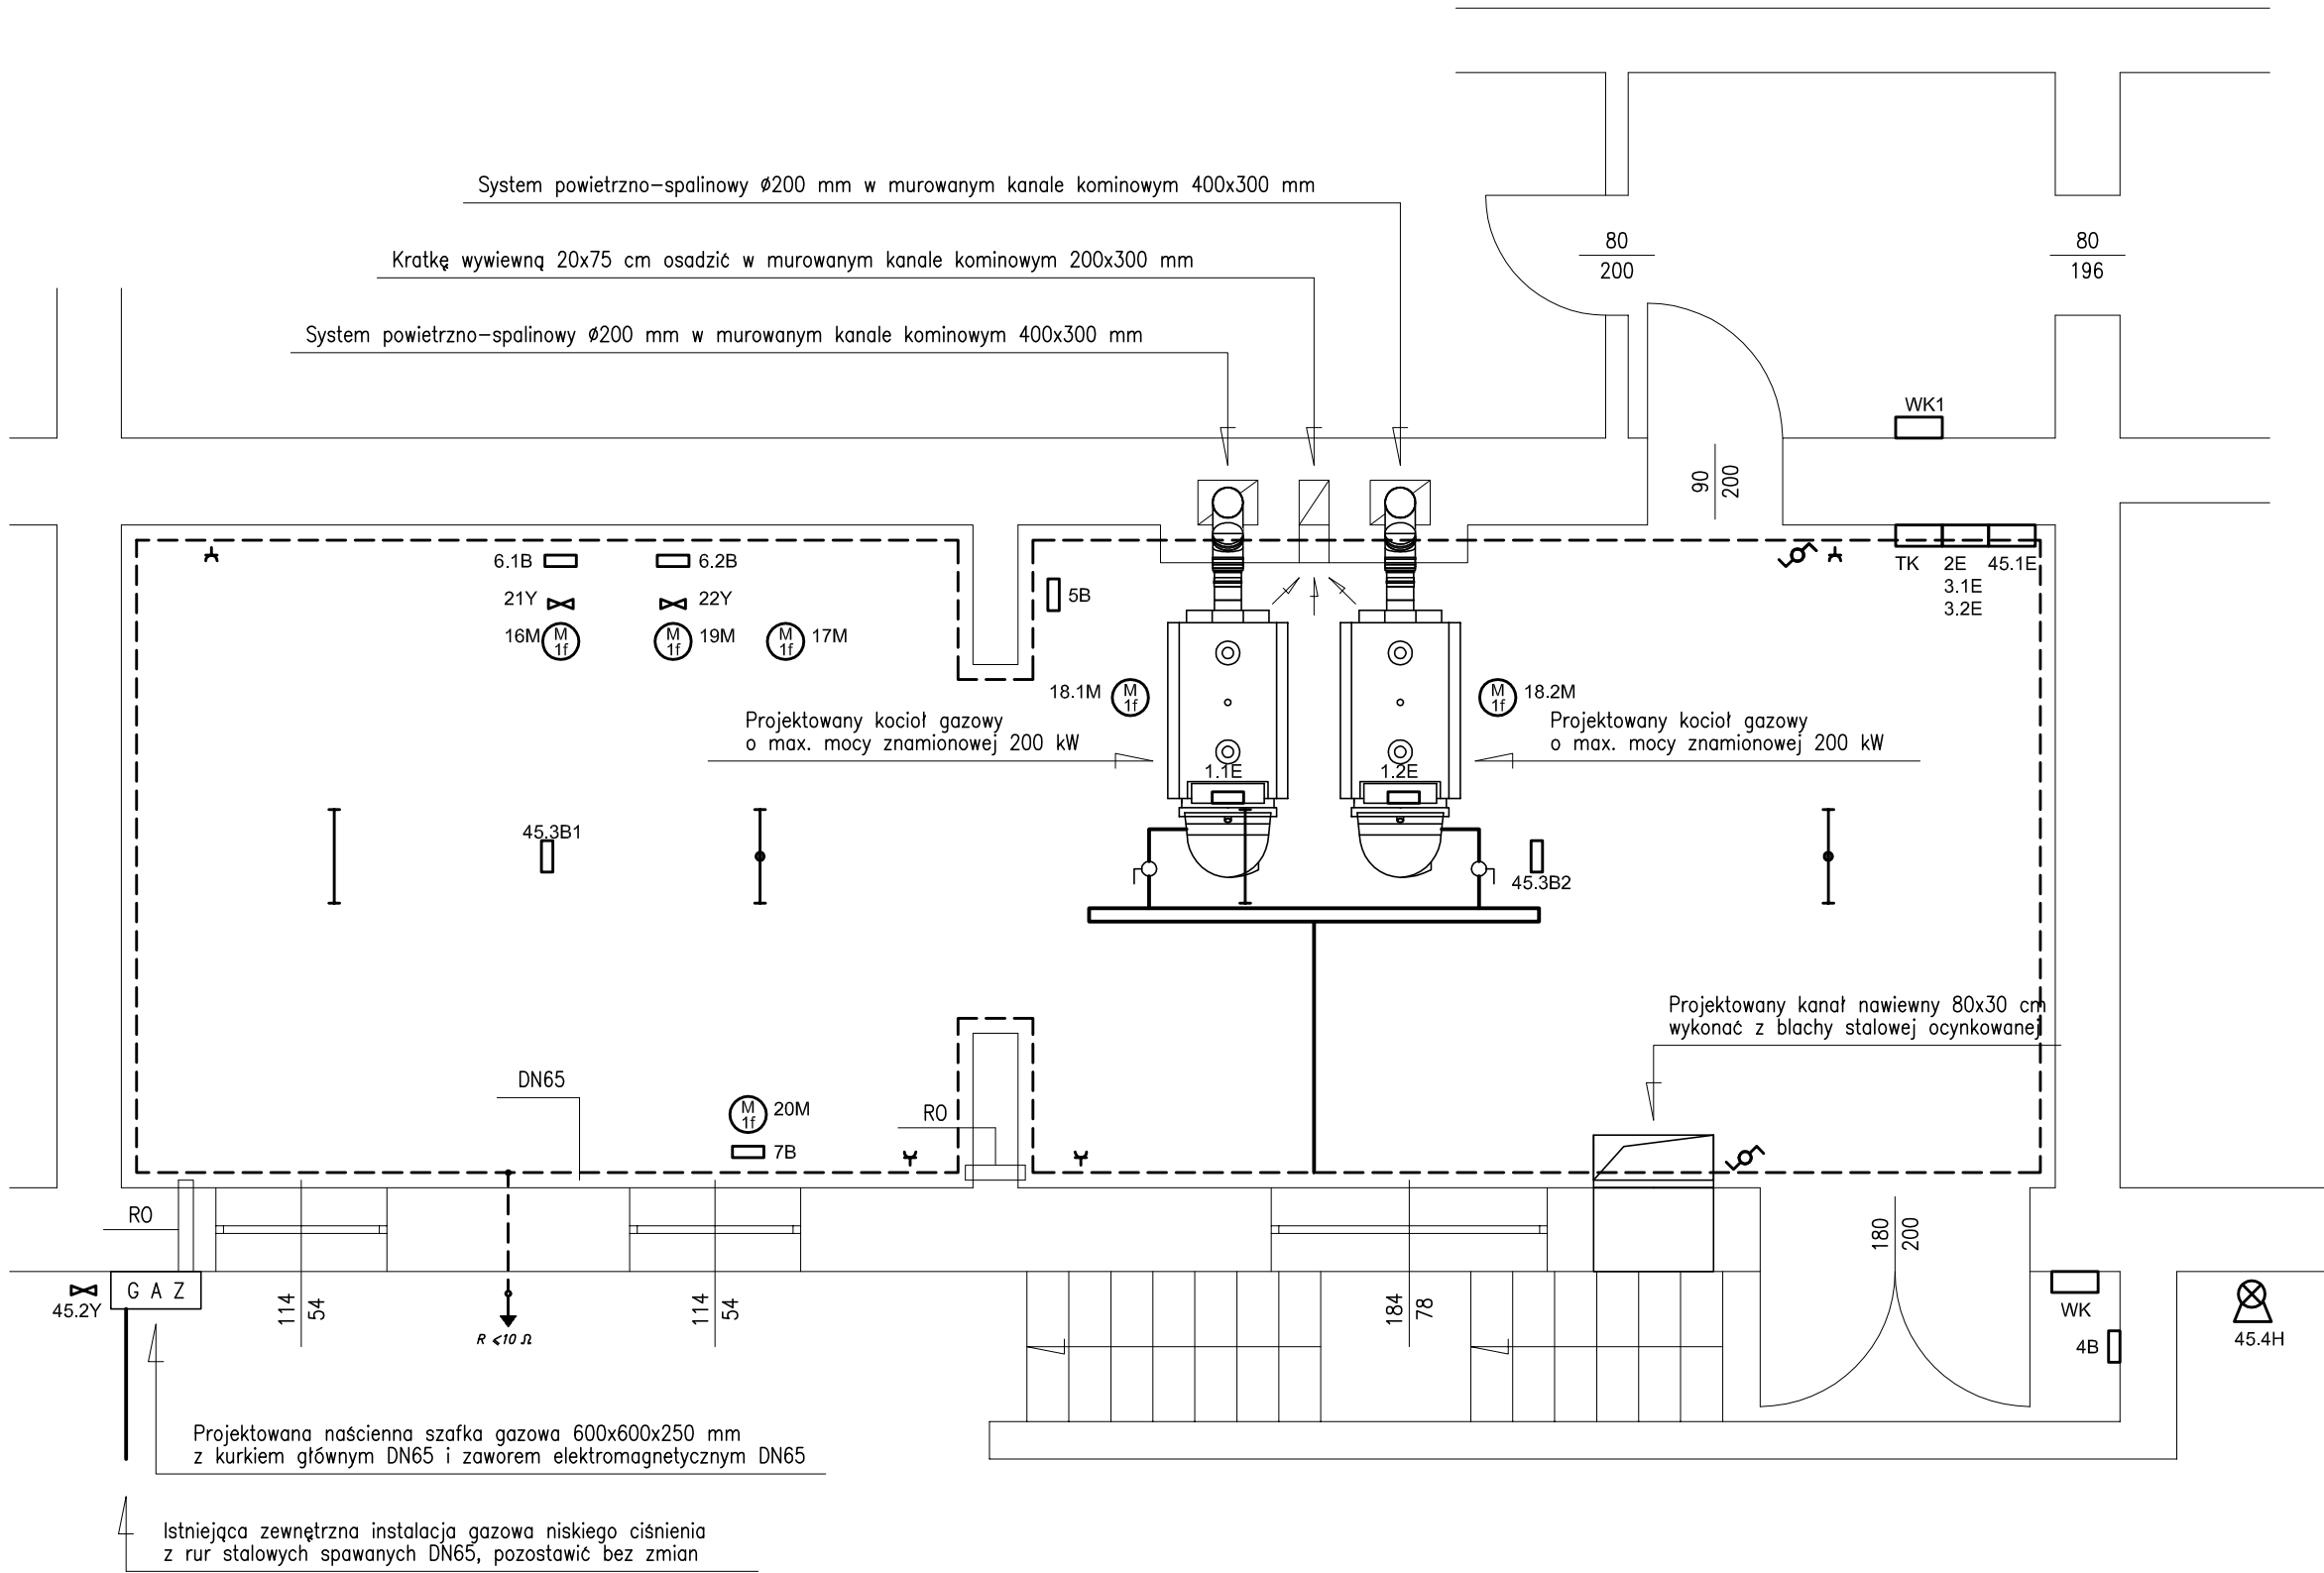 System powietrzno-spalinowy ø200 mm w murowanym kanale kominowym 400x300 mm
80
200
80
196
Kratkę wywiewną 20x75 cm osadzić w murowanym kanale kominowym 200x300 mm
System powietrzno-spalinowy ø200 mm w murowanym kanale kominowym 400x300 mm
WK1
90
200
6.1B
6.2B
TK
2E
45.1E
3.1E
3.2E
21Y
22Y
5B
16M
M
1f
M
1f
19M
M
1f
17M
18.1M
M
1f
M
1f
18.2M
Projektowany kocioł gazowy
o max. mocy znamionowej 200 kW
Projektowany kocioł gazowy
o max. mocy znamionowej 200 kW
1.1E
1.2E
45.3B1
45.3B2
Projektowany kanał nawiewny 80x30 cm
wykonać z blachy stalowej ocynkowanej
DN65
M
1f
20M
RO
7B
RO
180
200
45.2Y
G A Z
114
54
114
54
184
78
WK
R <10 Ω
4B
45.4H
Projektowana naścienna szafka gazowa 600x600x250 mm
z kurkiem głównym DN65 i zaworem elektromagnetycznym DN65
Istniejąca zewnętrzna instalacja gazowa niskiego ciśnienia
z rur stalowych spawanych DN65, pozostawić bez zmian